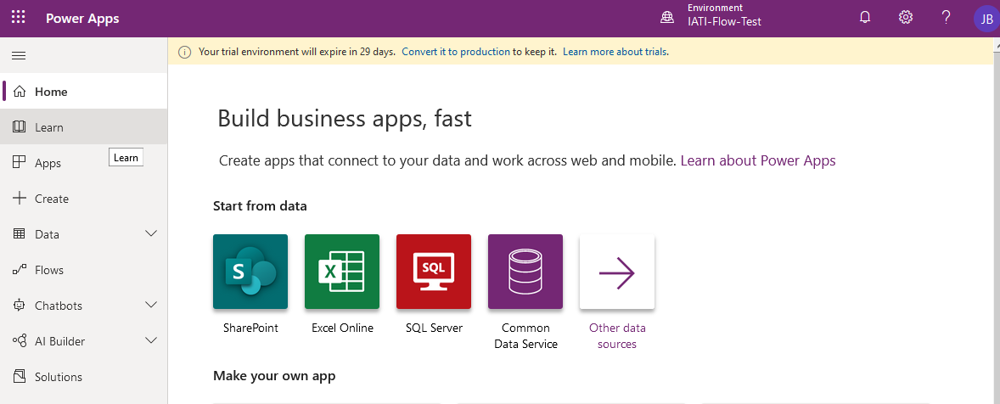 Power Apps
Environment
IATI-Flow-Test
?
JB
Your trial environment will expire in 29 days. Convert it to production to keep it. Learn more about trials.
Home
Learn
Learn
Apps
Create
Data
Flows
Chatbots
AI Builder
Solutions
Build business apps, fast
Create apps that connect to your data and work across web and mobile. Learn about Power Apps
Start from data
S
X
SQL
SharePoint
Excel Online
SQL Server
Common
Data Service
Other data
sources
Make your own app